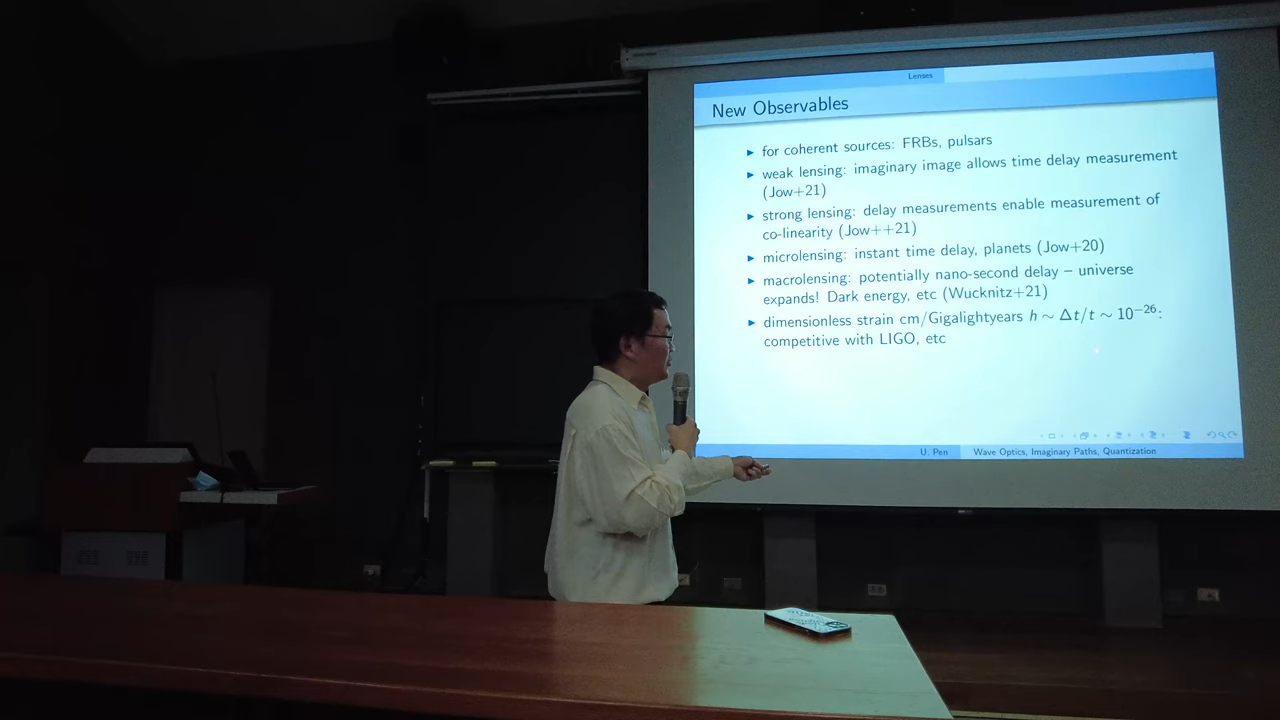 Lenses
New Observables
▶ for coherent sources: FRBs, pulsars
▶ weak lensing: imaginary image allows time delay measurement
(Jow+21)
▶ strong lensing: delay measurements enable measurement of
co-linearity (Jow++21)
▶ microlensing: instant time delay, planets (Jow+20)
▶ macrolensing: potentially nano-second delay – universe
expands! Dark energy, etc (Wucknitz+21)
▶ dimensionless strain cm/Gigalightyears h ∼ Δt/t ∼ 10⁻²⁶:
competitive with LIGO, etc
U. Pen Wave Optics, Imaginary Paths, Quantization